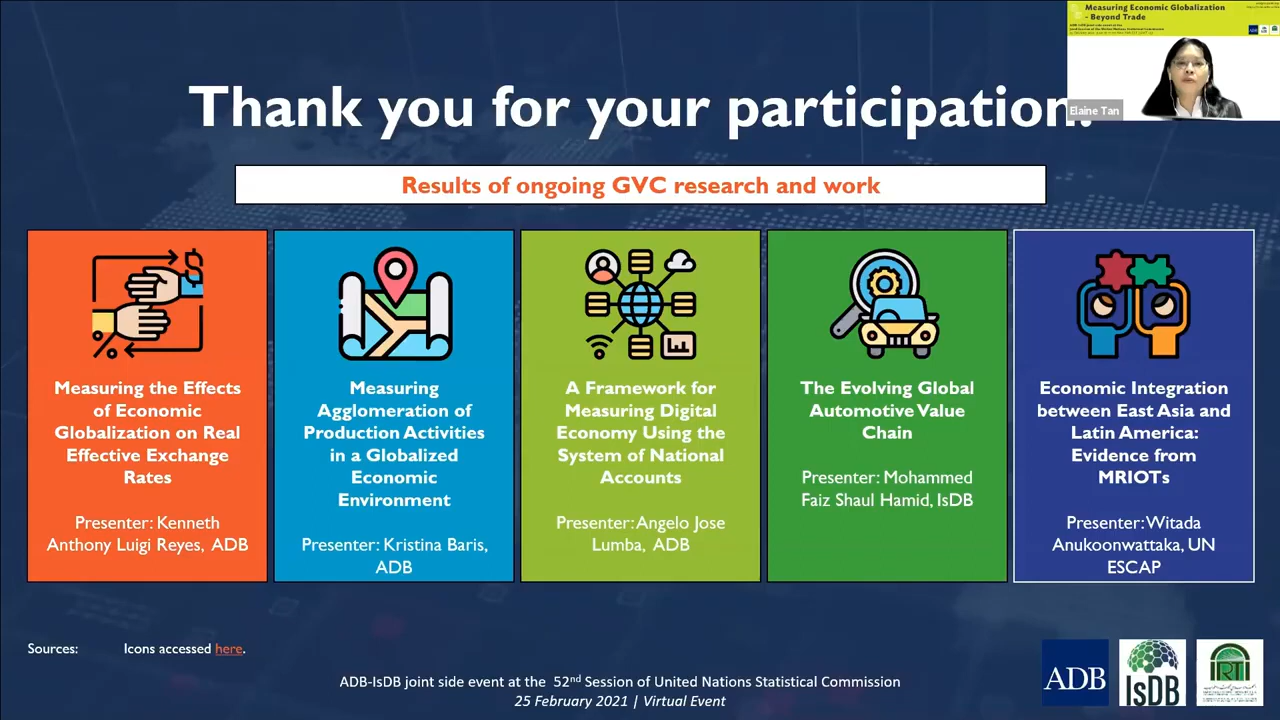 Measuring Economic Globalization
- Beyond Trade
Elaine Tan
Thank you for your participation.
Results of ongoing GVC research and work
Measuring the Effects
of Economic
Globalization on Real
Effective Exchange
Rates
Presenter: Kenneth
Anthony Luigi Reyes, ADB
Measuring
Agglomeration of
Production Activities
in a Globalized
Economic
Environment
Presenter: Kristina Baris,
ADB
A Framework for
Measuring Digital
Economy Using the
System of National
Accounts
Presenter: Angelo Jose
Lumba, ADB
The Evolving Global
Automotive Value
Chain
Presenter: Mohammed
Faiz Shaul Hamid, IsDB
Economic Integration
between East Asia and
Latin America:
Evidence from
MRIOTs
Presenter: Witada
Anukoonwattaka, UN
ESCAP
Sources: Icons accessed here.
ADB-IsDB joint side event at the 52nd Session of United Nations Statistical Commission
February 2021 | Virtual Event
ADB
IsDB
IRTI